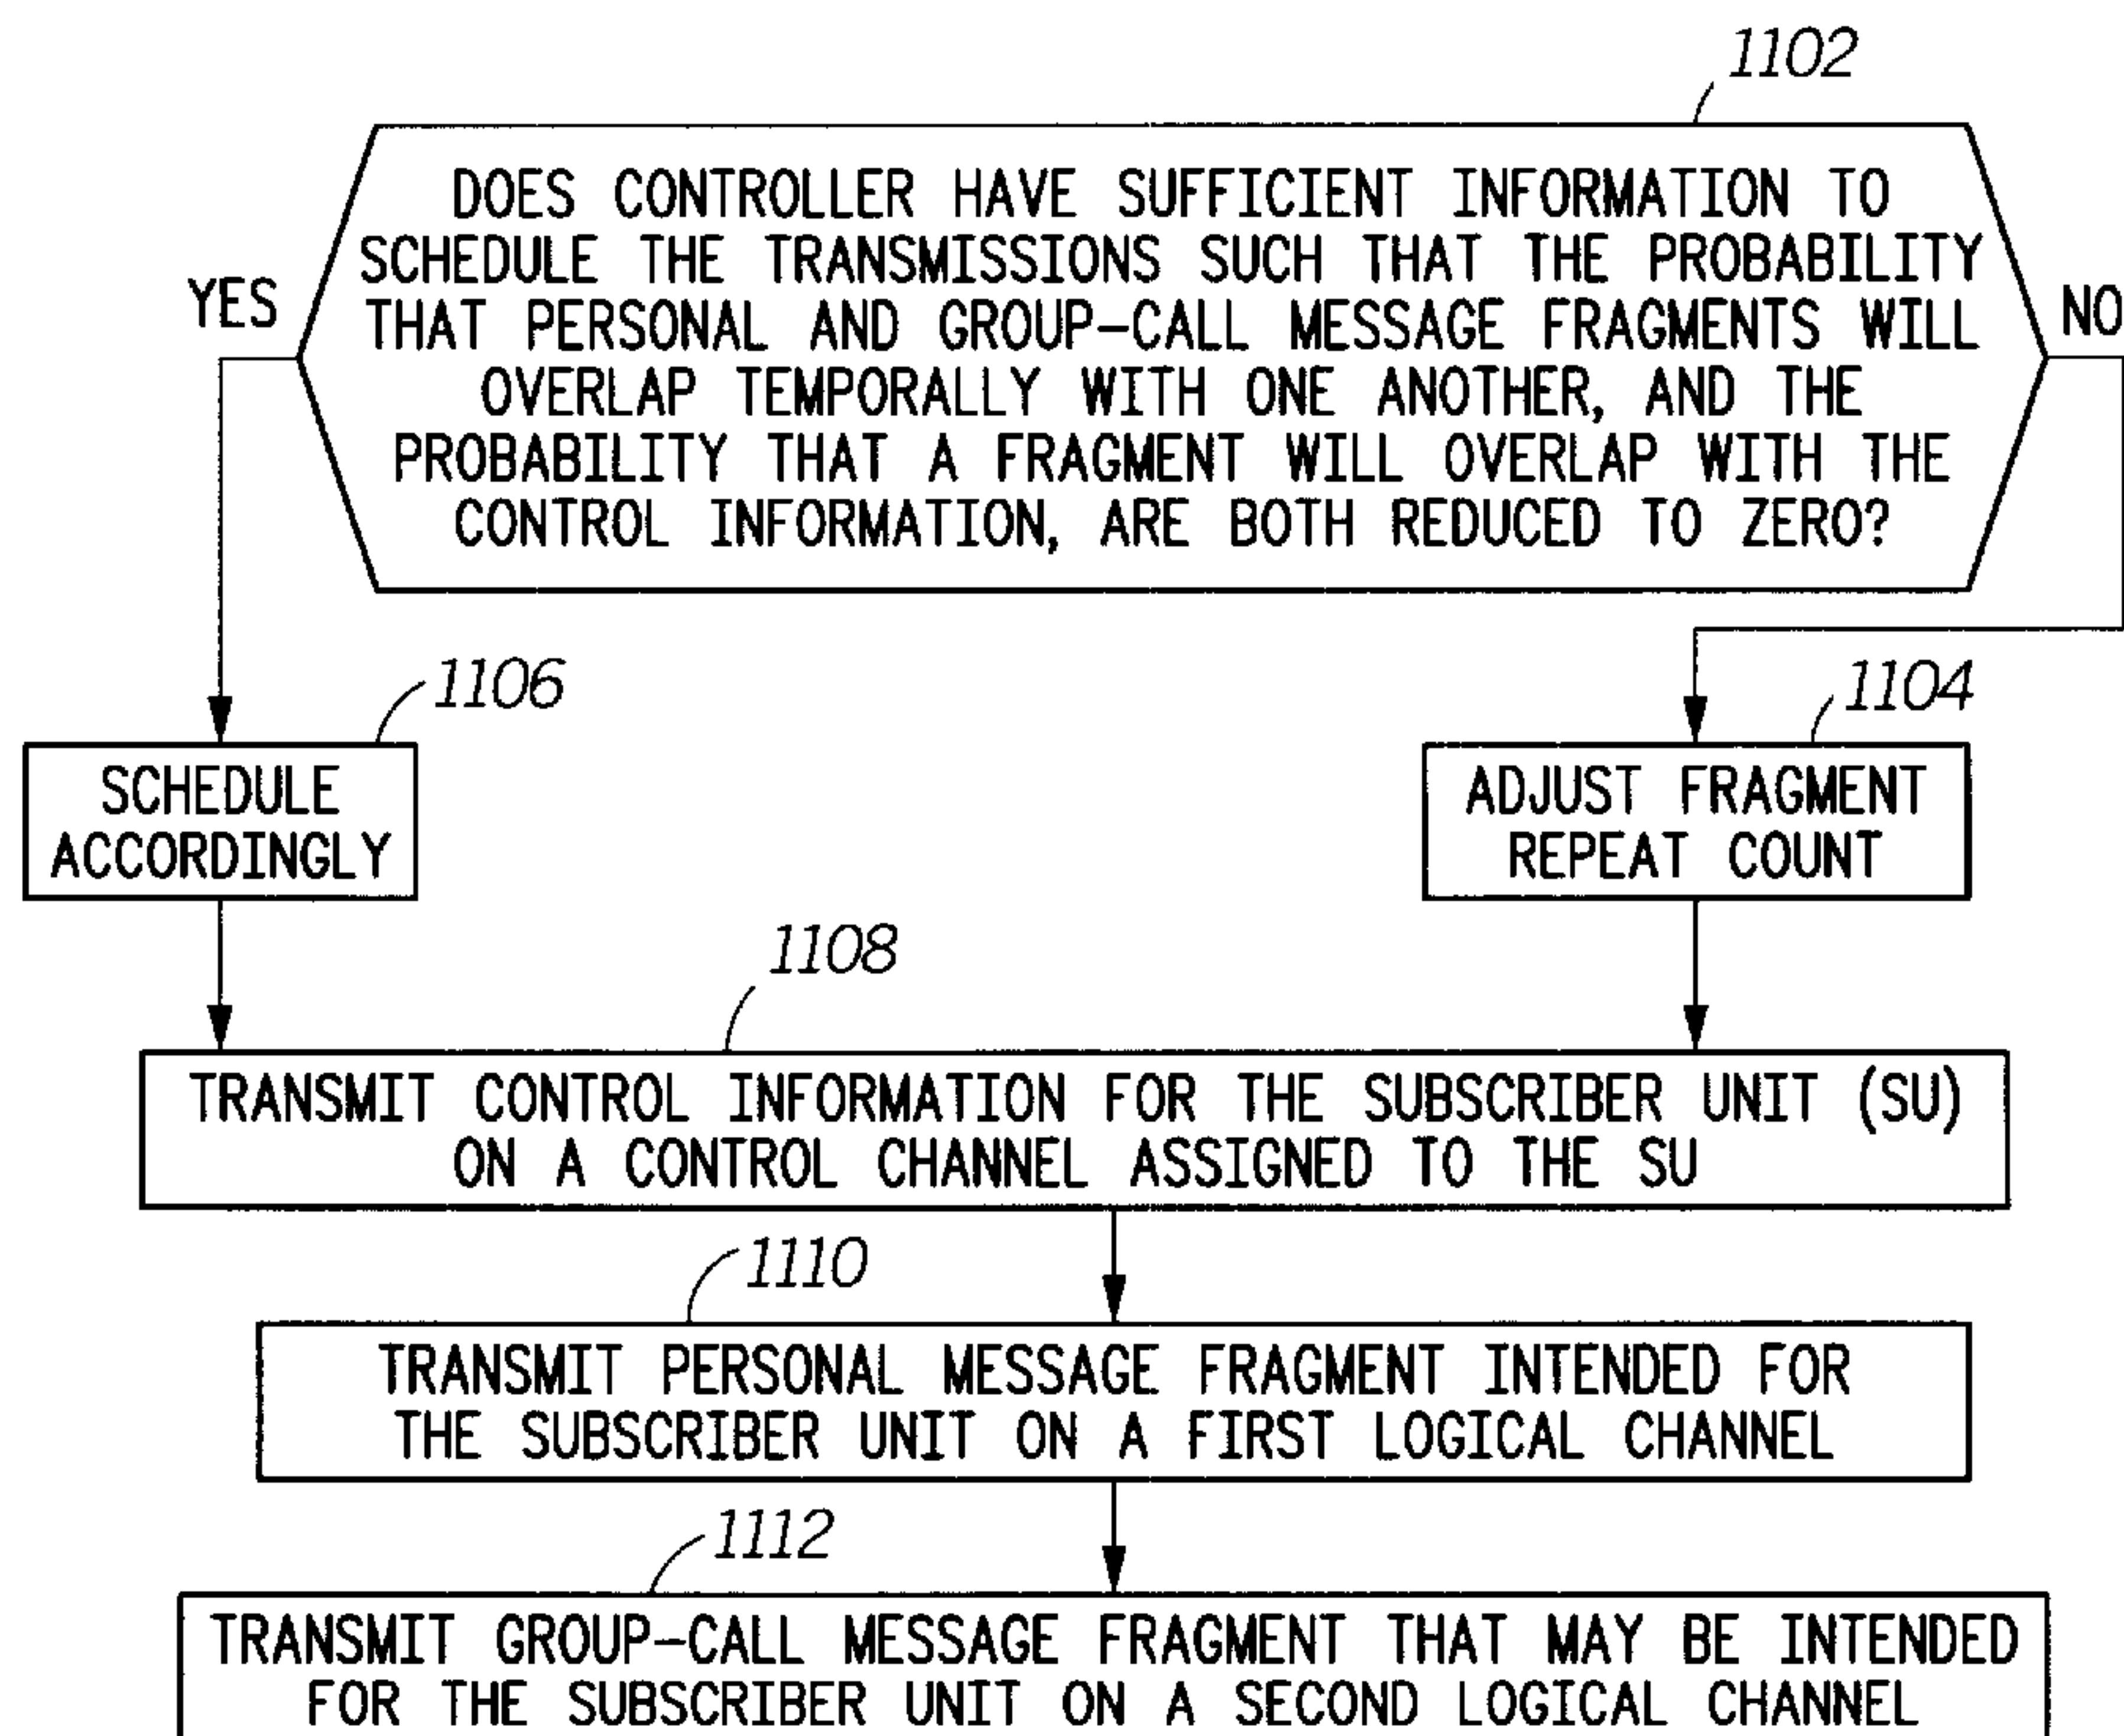 1102
DOES CONTROLLER HAVE SUFFICIENT INFORMATION TO
SCHEDULE THE TRANSMISSIONS SUCH THAT THE PROBABILITY
THAT PERSONAL AND GROUP-CALL MESSAGE FRAGMENTS WILL
OVERLAP TEMPORALLY WITH ONE ANOTHER, AND THE
PROBABILITY THAT A FRAGMENT WILL OVERLAP WITH THE
CONTROL INFORMATION, ARE BOTH REDUCED TO ZERO?
YES
NO
1106
SCHEDULE
ACCORDINGLY
1104
ADJUST FRAGMENT
REPEAT COUNT
1108
TRANSMIT CONTROL INFORMATION FOR THE SUBSCRIBER UNIT (SU)
ON A CONTROL CHANNEL ASSIGNED TO THE SU
1110
TRANSMIT PERSONAL MESSAGE FRAGMENT INTENDED FOR
THE SUBSCRIBER UNIT ON A FIRST LOGICAL CHANNEL
1112
TRANSMIT GROUP-CALL MESSAGE FRAGMENT THAT MAY BE INTENDED
FOR THE SUBSCRIBER UNIT ON A SECOND LOGICAL CHANNEL